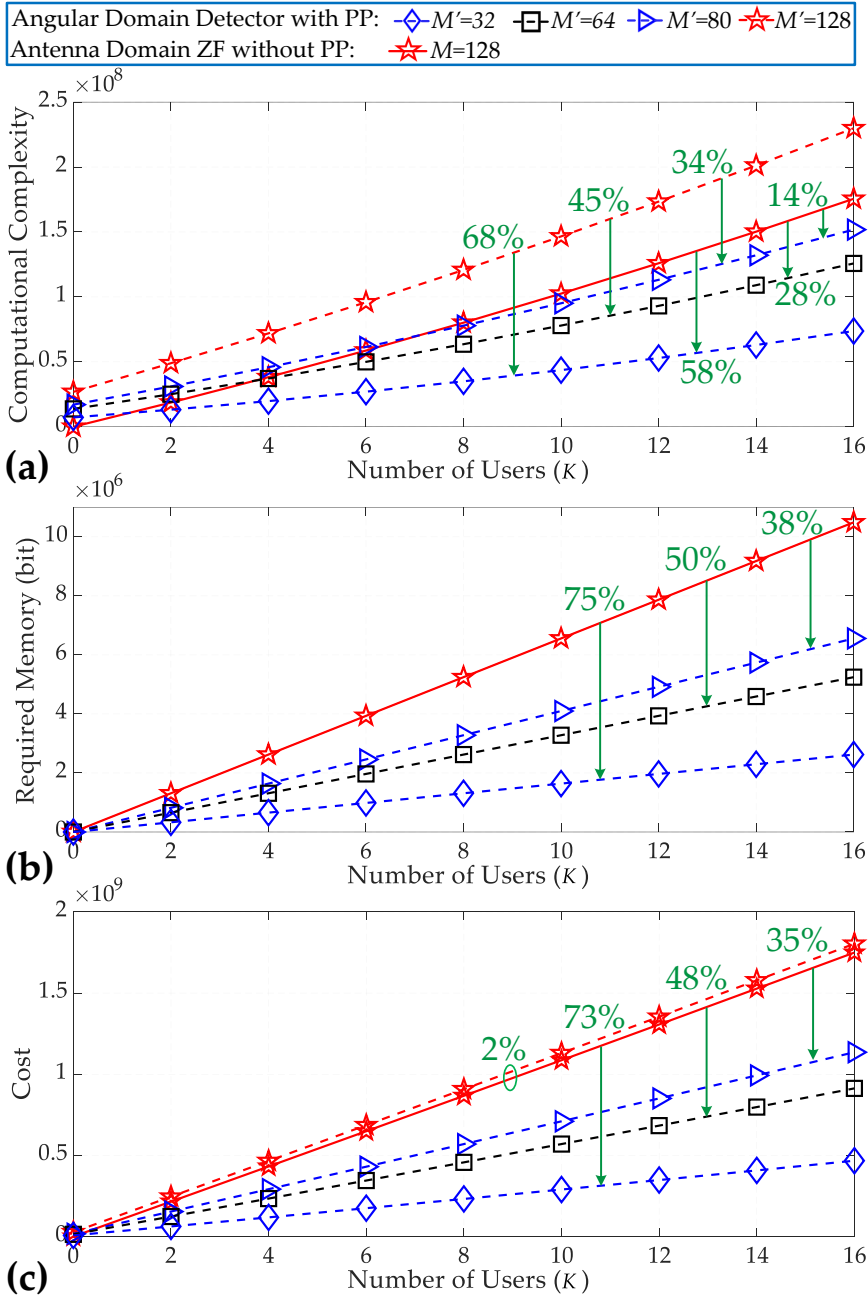 Angular Domain Detector with PP: M'=32 M'=64 M'=80 M'=128
Antenna Domain ZF without PP: M=128
×10^8
Computational Complexity
2.5
2
1.5
1
0.5
0
68%
45%
34%
14%
28%
58%
0 2 4 6 8 10 12 14 16
(a)
Number of Users (K)
×10^6
Required Memory (bit)
10
8
6
4
2
0
75%
50%
38%
0 2 4 6 8 10 12 14 16
(b)
Number of Users (K)
×10^9
Cost
2
1.5
1
0.5
0
2%
73%
48%
35%
0 2 4 6 8 10 12 14 16
(c)
Number of Users (K)